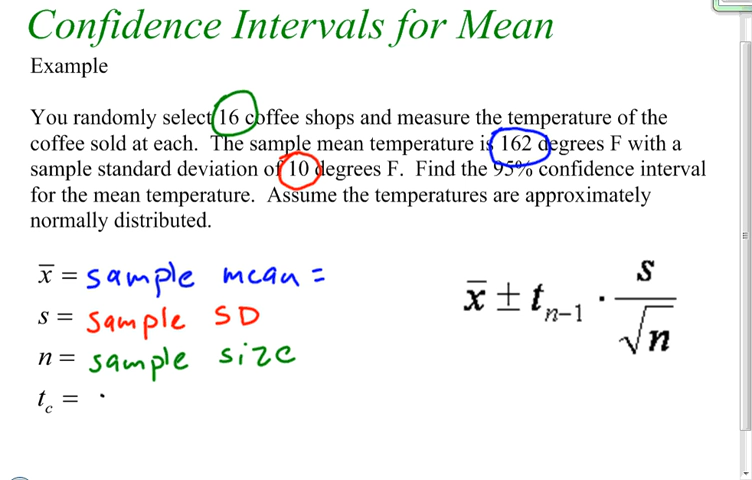 Confidence Intervals for Mean
Example
You randomly select 16 coffee shops and measure the temperature of the
coffee sold at each. The sample mean temperature is 162 degrees F with a
sample standard deviation of 10 degrees F. Find the 95% confidence interval
for the mean temperature. Assume the temperatures are approximately
normally distributed.
x̄ = sample mean =
s = sample SD
n = sample size
t_c =
x̄ ± t_{n−1} · s/√n